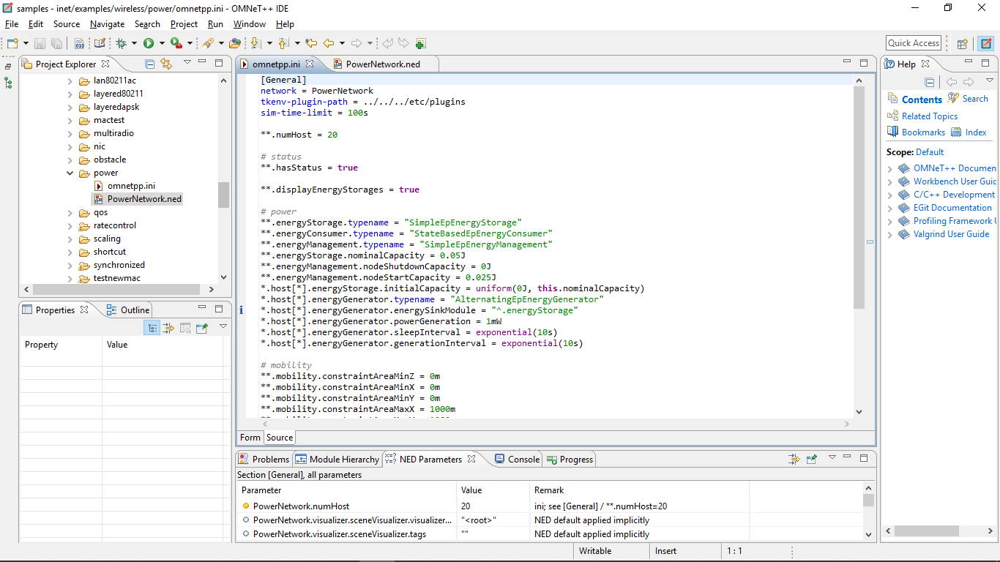 samples - inet/examples/wireless/power/omnetpp.ini - OMNeT++ IDE
File Edit Source Navigate Search Project Run Window Help
Quick Access
Project Explorer
lan80211ac
layered80211
layeredapsk
mactest
multiradio
nic
obstacle
power
omnetpp.ini
PowerNetwork.ned
qos
ratecontrol
scaling
shortcut
synchronized
testnewmac
Properties Outline
Property Value
omnetpp.ini PowerNetwork.ned
[General]
network = PowerNetwork
tkenv-plugin-path = ../../../etc/plugins
sim-time-limit = 100s
**.numHost = 20
# status
**.hasStatus = true
**.displayEnergyStorages = true
# power
**.energyStorage.typename = "SimpleEpEnergyStorage"
**.energyConsumer.typename = "StateBasedEpEnergyConsumer"
**.energyManagement.typename = "SimpleEpEnergyManagement"
**.energyStorage.nominalCapacity = 0.05J
**.energyManagement.nodeShutdownCapacity = 0J
**.energyManagement.nodeStartCapacity = 0.025J
*.host[*].energyStorage.initialCapacity = uniform(0J, this.nominalCapacity)
*.host[*].energyGenerator.typename = "AlternatingEpEnergyGenerator"
*.host[*].energyGenerator.energySinkModule = "^.energyStorage"
*.host[*].energyGenerator.powerGeneration = 1mW
*.host[*].energyGenerator.sleepInterval = exponential(10s)
*.host[*].energyGenerator.generationInterval = exponential(10s)
# mobility
**.mobility.constraintAreaMinZ = 0m
**.mobility.constraintAreaMinX = 0m
**.mobility.constraintAreaMinY = 0m
**.mobility.constraintAreaMaxX = 1000m
Form Source
Problems Module Hierarchy NED Parameters Console Progress
Section [General], all parameters
Parameter Value Remark
PowerNetwork.numHost 20 ini; see [General] / **.numHost=20
PowerNetwork.visualizer.sceneVisualizer.visualizer... "<root>" NED default applied implicitly
PowerNetwork.visualizer.sceneVisualizer.tags "" NED default applied implicitly
Help
Contents Search
Related Topics
Bookmarks Index
Scope: Default
OMNeT++ Documen
Workbench User Guid
C/C++ Development
EGit Documentation
Profiling Framework U
Valgrind User Guide
Writable Insert 1 : 1